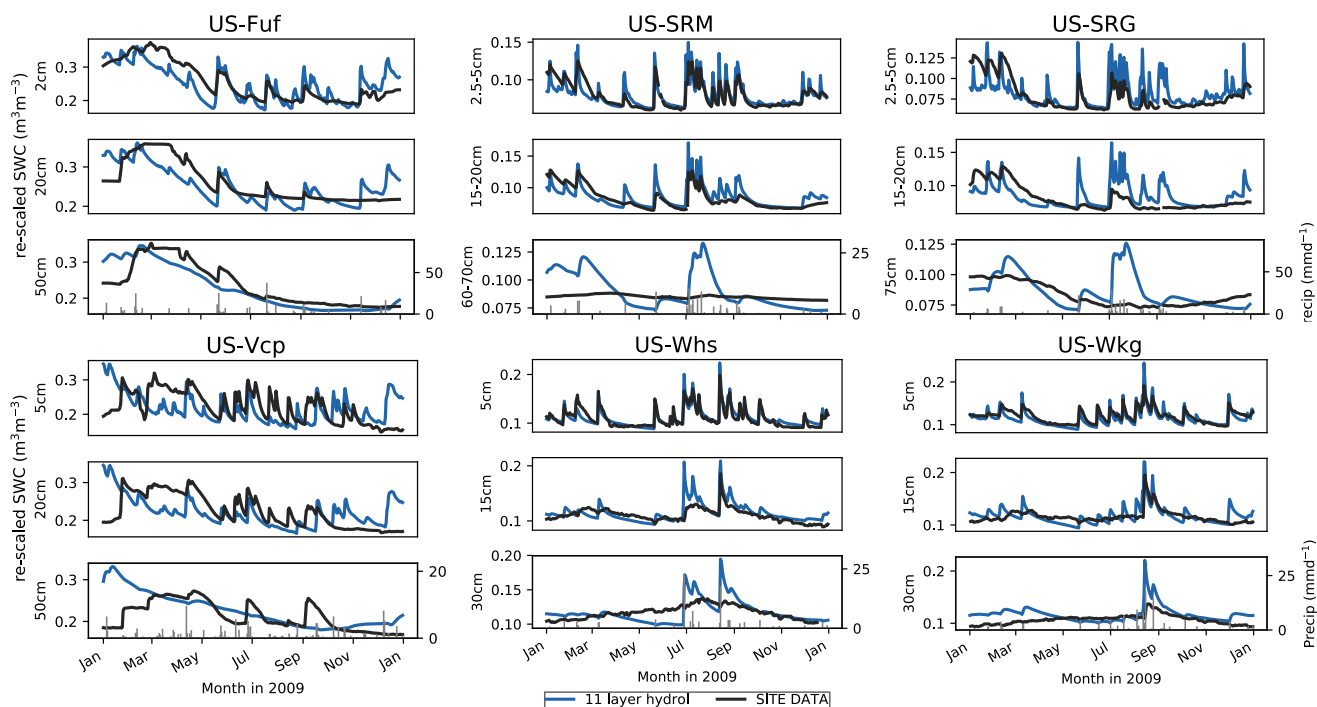 US-Fuf
US-SRM
US-SRG
re-scaled SWC (m³m⁻³)
2cm
0.3
0.2
2.5-5cm
0.15
0.10
2.5-5cm
0.125
0.100
0.075
20cm
0.3
0.2
15-20cm
0.15
0.10
15-20cm
0.15
0.10
50cm
0.3
0.2
50
0
60-70cm
0.125
0.100
0.075
25
0
75cm
0.125
0.100
0.075
50
0
recip (mmd⁻¹)
US-Vcp
US-Whs
US-Wkg
re-scaled SWC (m³m⁻³)
5cm
0.3
0.2
5cm
0.2
0.1
5cm
0.2
0.1
20cm
0.3
0.2
15cm
0.2
0.1
15cm
0.2
0.1
50cm
0.3
0.2
20
0
30cm
0.20
0.15
0.10
25
0
30cm
0.2
0.1
25
0
Precip (mmd⁻¹)
Jan Mar May Jul Sep Nov Jan
Jan Mar May Jul Sep Nov Jan
Jan Mar May Jul Sep Nov Jan
Month in 2009
Month in 2009
Month in 2009
11 layer hydrol
SITE DATA